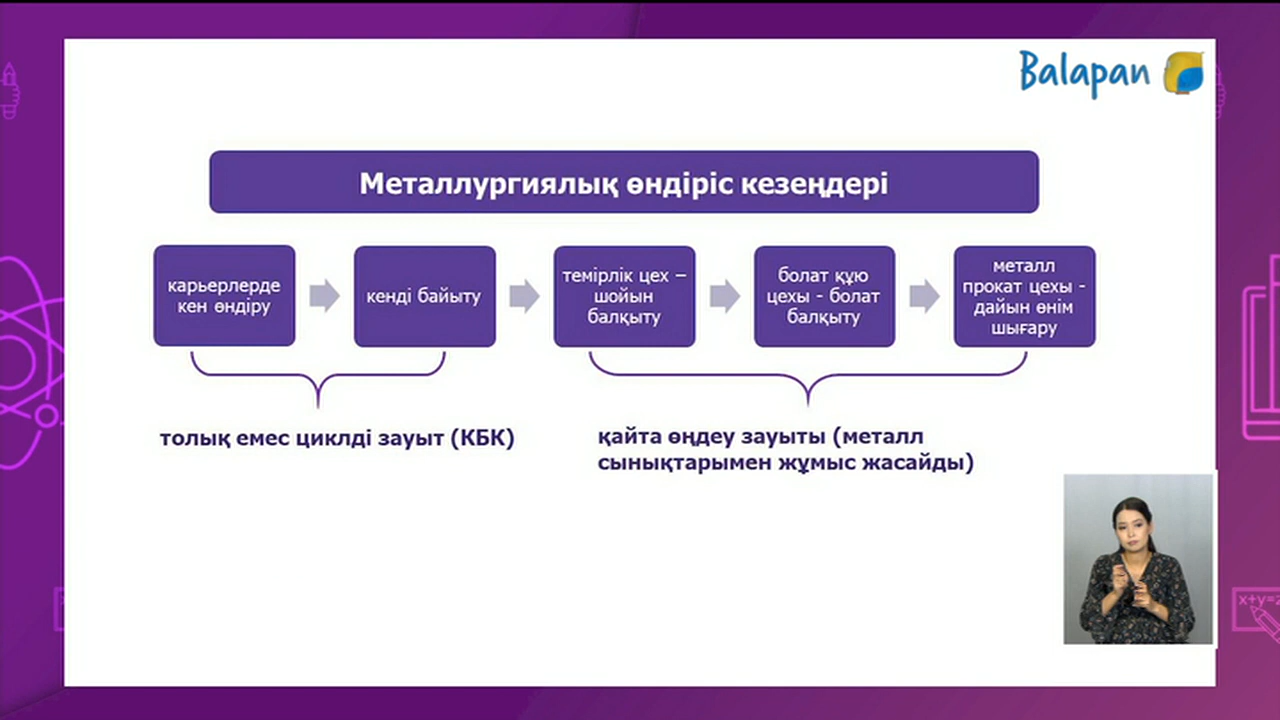 Balapan
Металлургиялық өндіріс кезеңдері
карьерлерде
кен өндіру
кенді байыту
темірлік цех –
шойын
балқыту
болат құю
цехы - болат
балқыту
металл
прокат цехы -
дайын өнім
шығару
толық емес циклді зауыт (КБК)
қайта өңдеу зауыты (металл
сынықтарымен жұмыс жасайды)